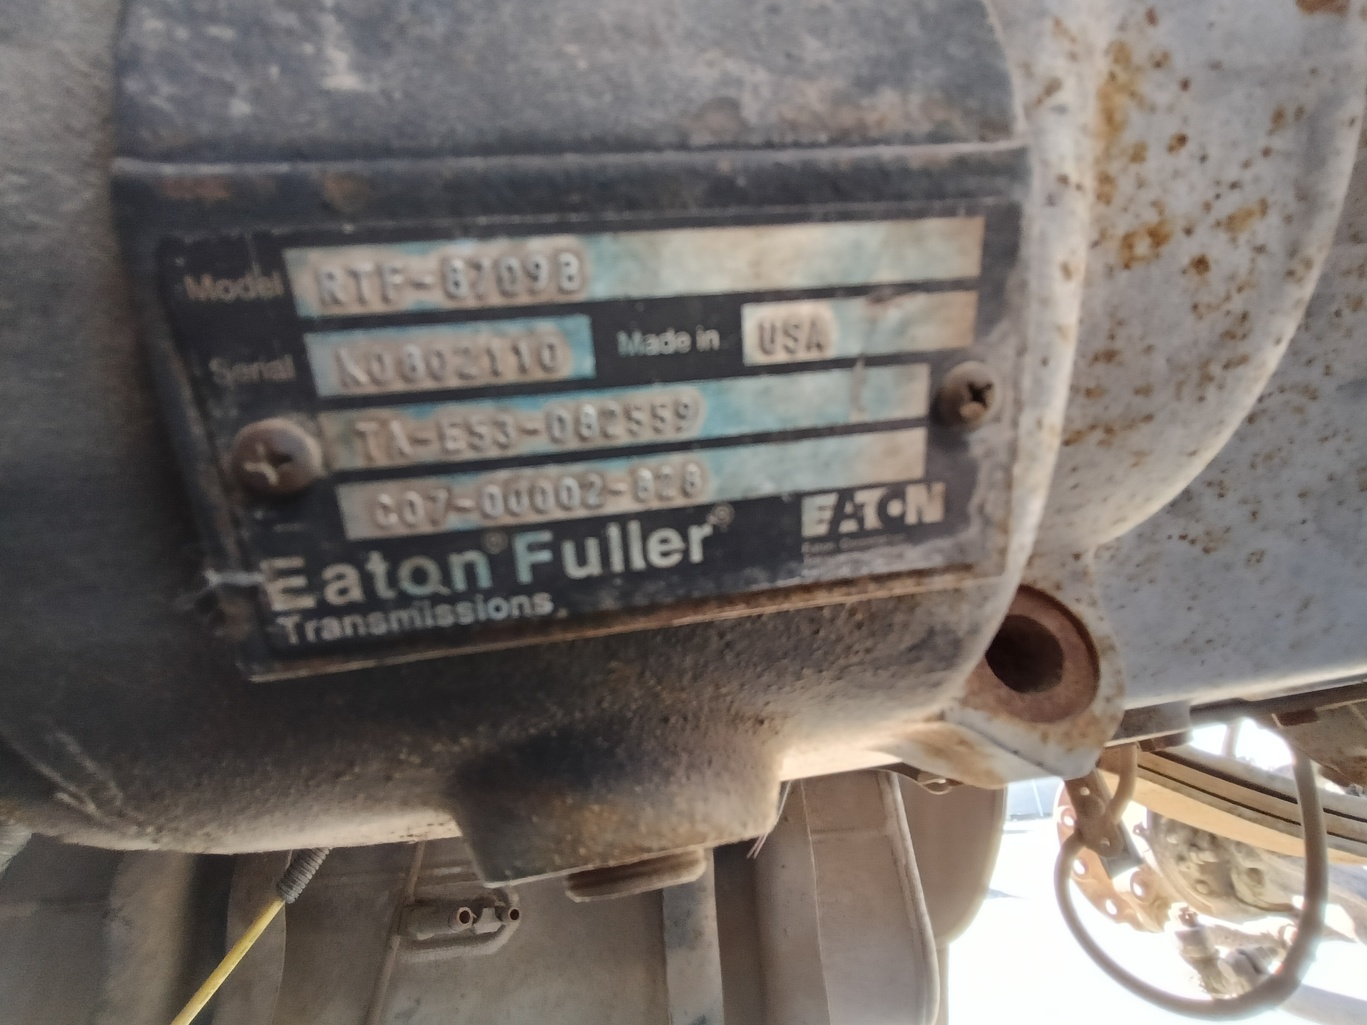 Model RTF-8709B
Serial K0802110 Made in USA
TA-E53-082559
C07-00002-828
Eaton® Fuller®
Transmissions
EATON